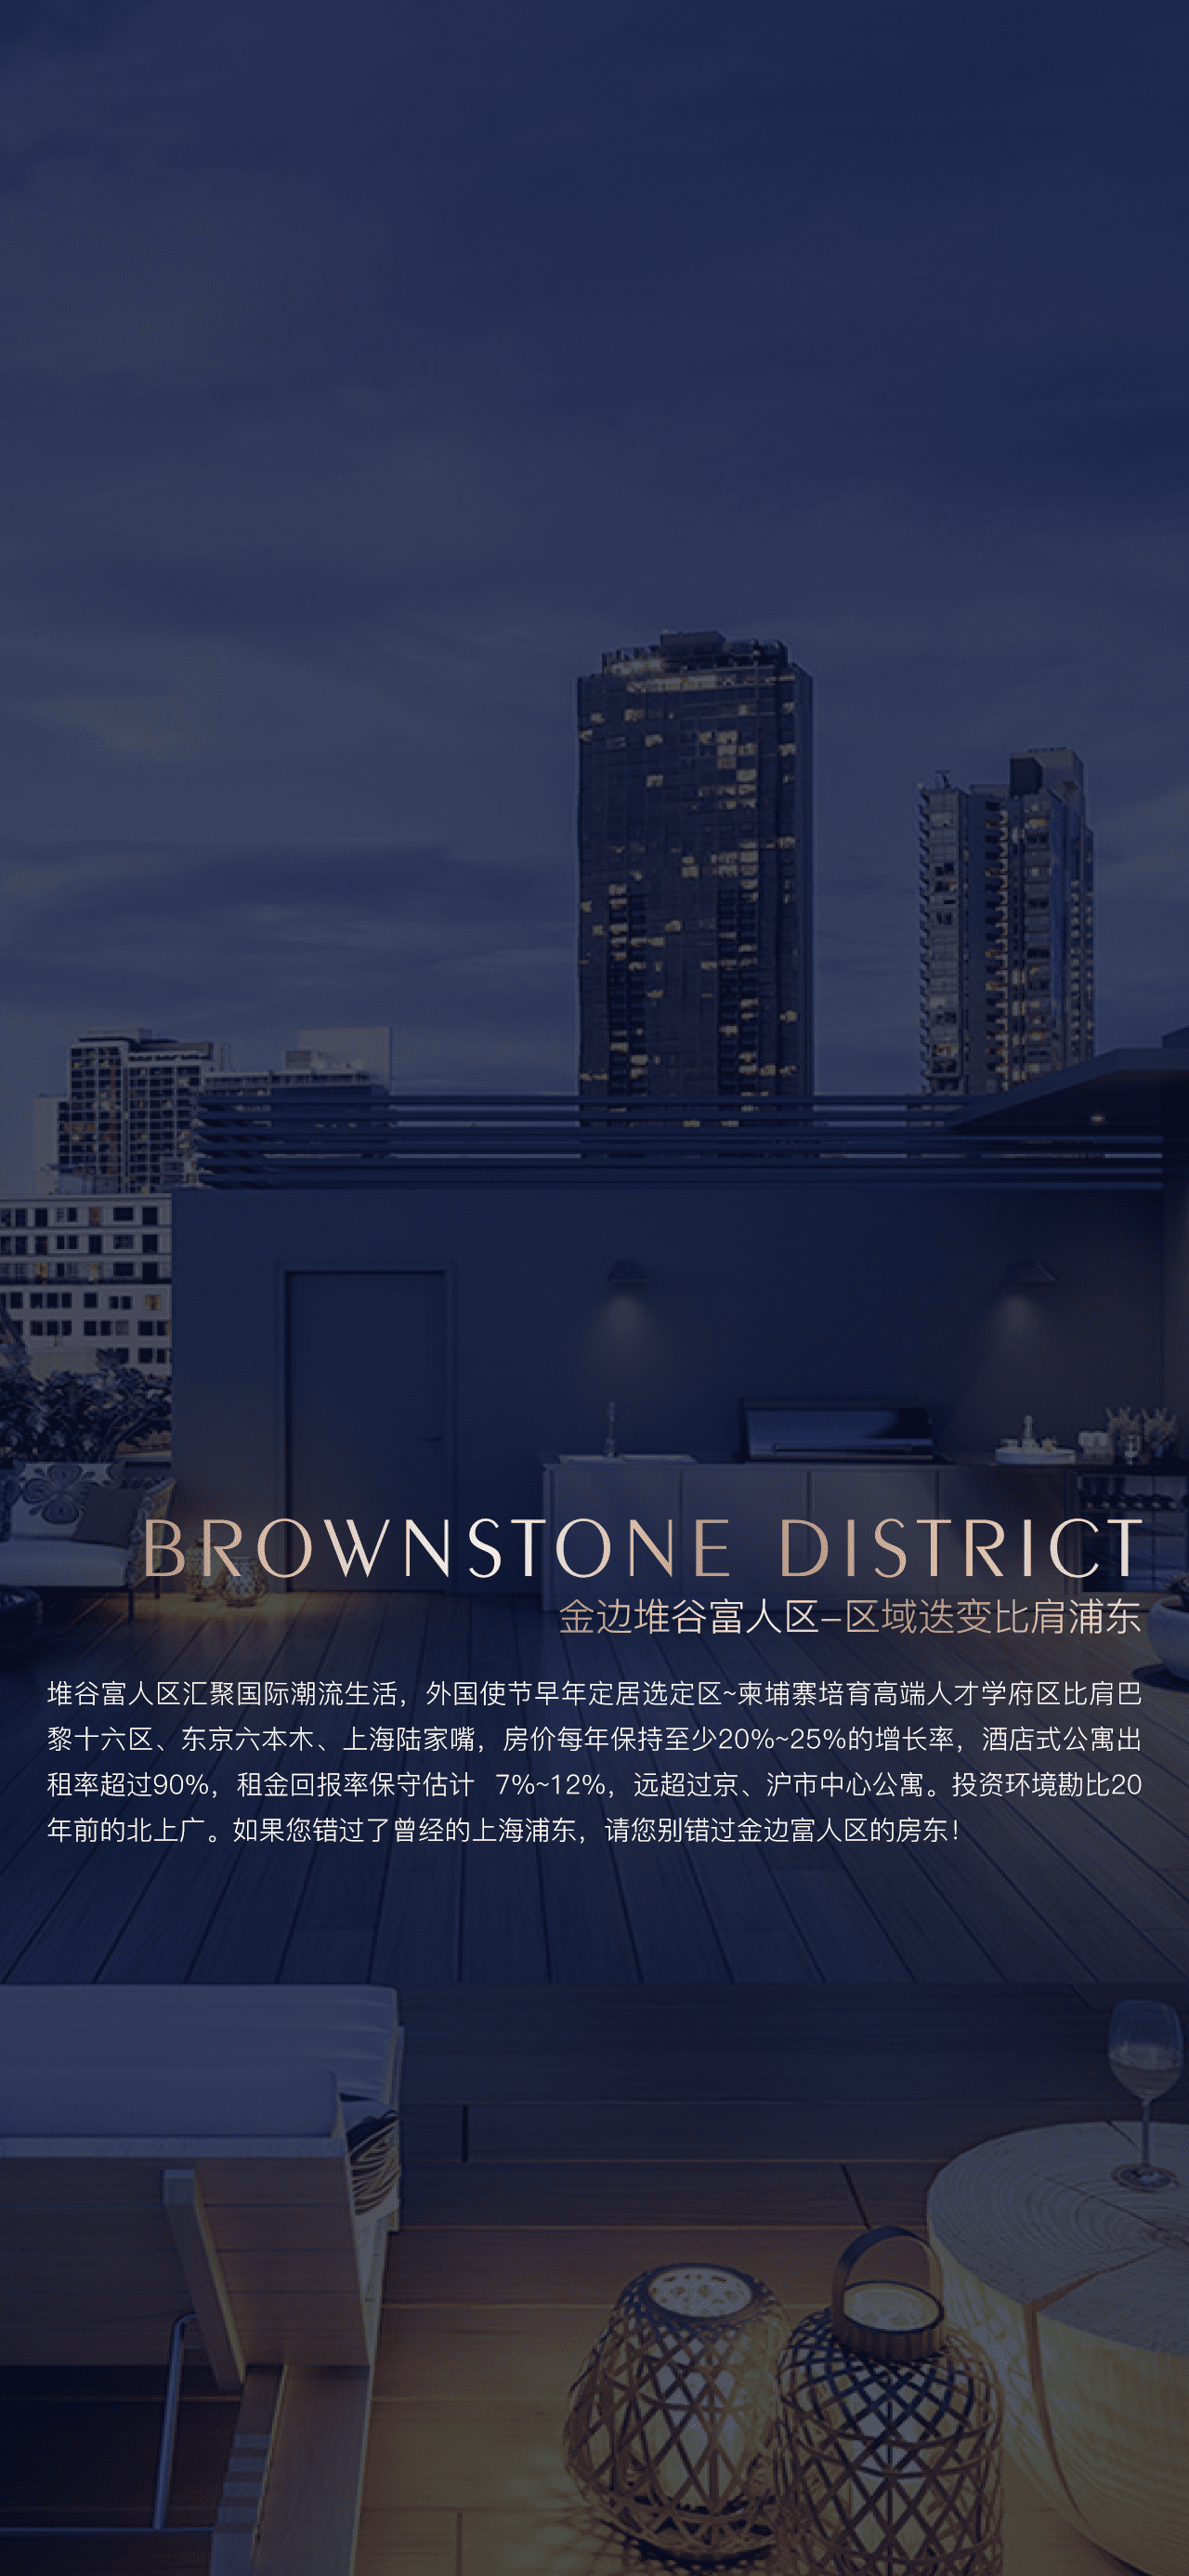 BROWNSTONE DISTRICT
金边堆谷富人区–区域迭变比肩浦东
堆谷富人区汇聚国际潮流生活，外国使节早年定居选定区~柬埔寨培育高端人才学府区比肩巴
黎十六区、东京六本木、上海陆家嘴，房价每年保持至少20%~25%的增长率，酒店式公寓出
租率超过90%，租金回报率保守估计 7%~12%，远超过京、沪市中心公寓。投资环境勘比20
年前的北上广。如果您错过了曾经的上海浦东，请您别错过金边富人区的房东！